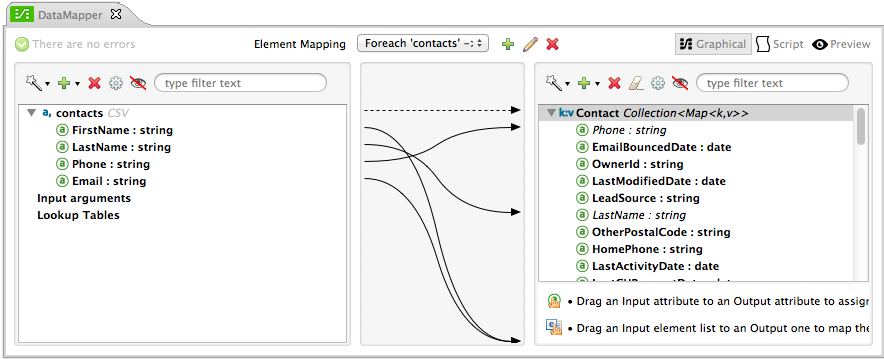 DataMapper
There are no errors
Element Mapping
Foreach 'contacts' -:
Graphical
Script
Preview
type filter text
a, contacts CSV
a FirstName : string
a LastName : string
a Phone : string
a Email : string
Input arguments
Lookup Tables
type filter text
k:v Contact Collection<Map<k,v>>
a Phone : string
a EmailBouncedDate : date
a OwnerId : string
a LastModifiedDate : date
a LeadSource : string
a LastName : string
a OtherPostalCode : string
a HomePhone : string
a LastActivityDate : date
• Drag an Input attribute to an Output attribute to assig
• Drag an Input element list to an Output one to map the